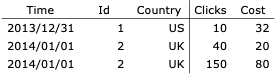 Time Id Country Clicks Cost
2013/12/31 1 US 10 32
2014/01/01 2 UK 40 20
2014/01/01 2 UK 150 80